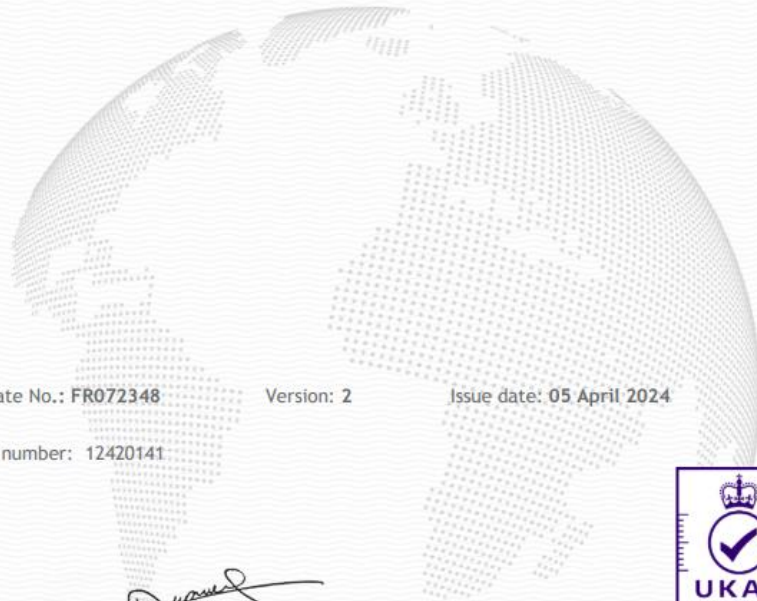 ate No.: FR072348 Version: 2 Issue date: 05 April 2024
number: 12420141
UKA